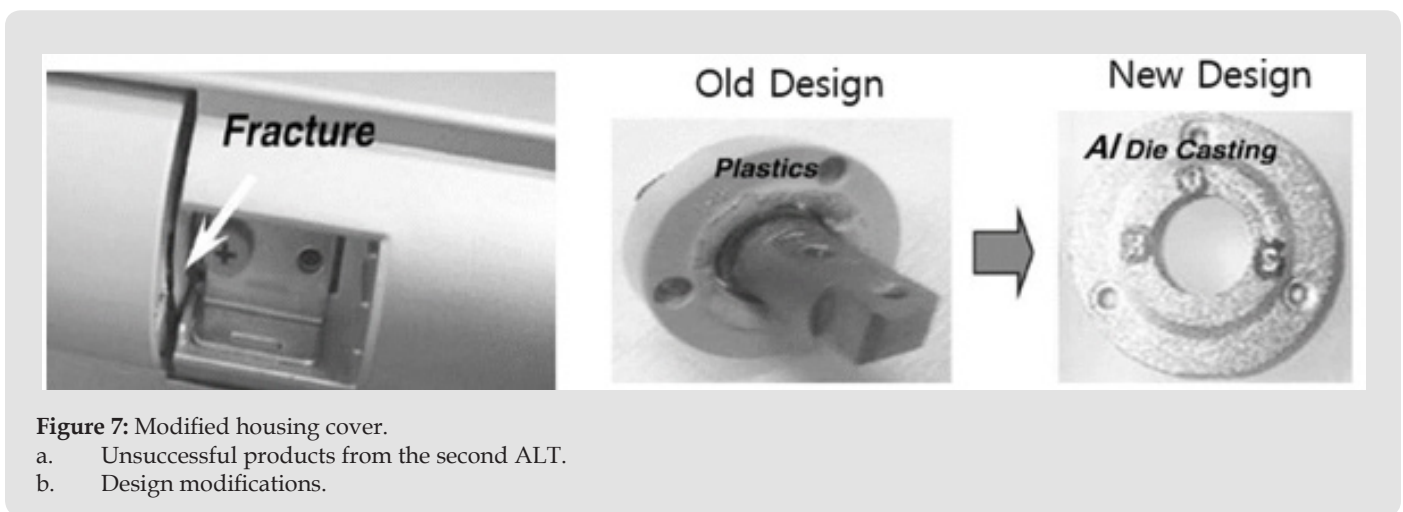 Fracture
Old Design
New Design
Plastics
Al Die Casting
Figure 7: Modified housing cover.
a. Unsuccessful products from the second ALT.
b. Design modifications.